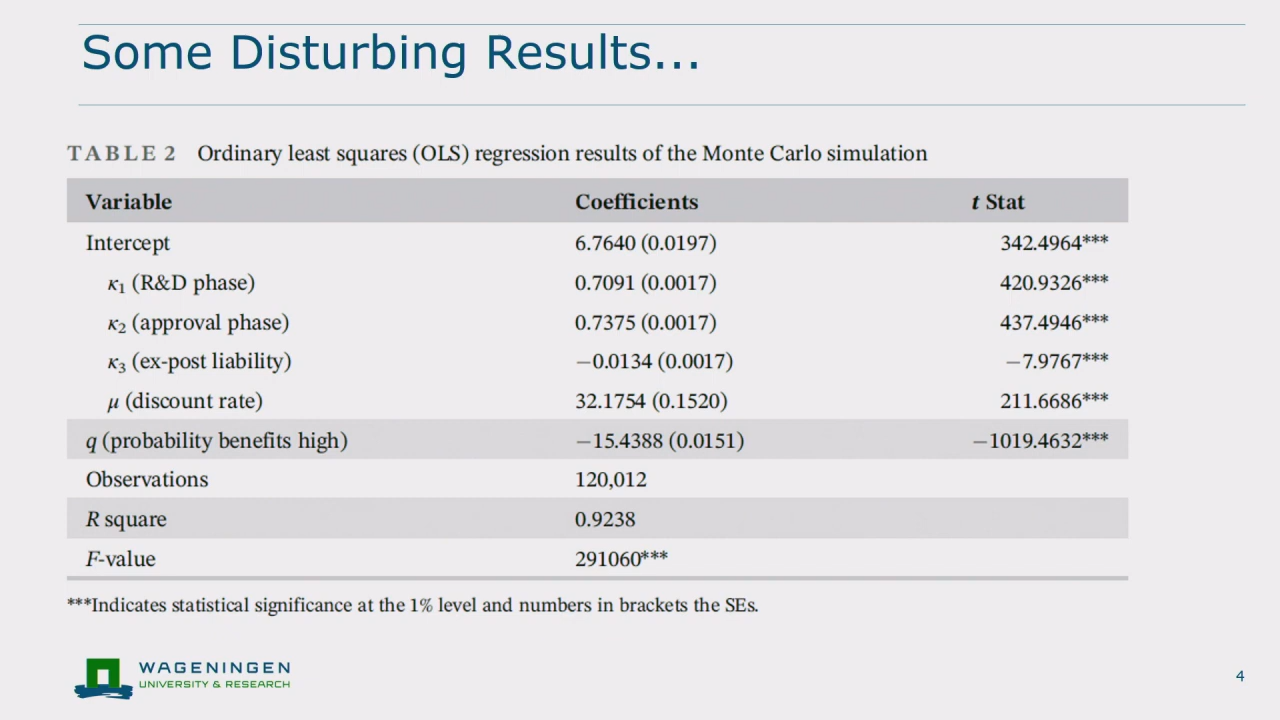 Some Disturbing Results...
TABLE 2 Ordinary least squares (OLS) regression results of the Monte Carlo simulation
Variable Coefficients t Stat
Intercept 6.7640 (0.0197) 342.4964***
κ₁ (R&D phase) 0.7091 (0.0017) 420.9326***
κ₂ (approval phase) 0.7375 (0.0017) 437.4946***
κ₃ (ex-post liability) −0.0134 (0.0017) −7.9767***
μ (discount rate) 32.1754 (0.1520) 211.6686***
q (probability benefits high) −15.4388 (0.0151) −1019.4632***
Observations 120,012
R square 0.9238
F-value 291060***
***Indicates statistical significance at the 1% level and numbers in brackets the SEs.
WAGENINGEN
UNIVERSITY & RESEARCH
4